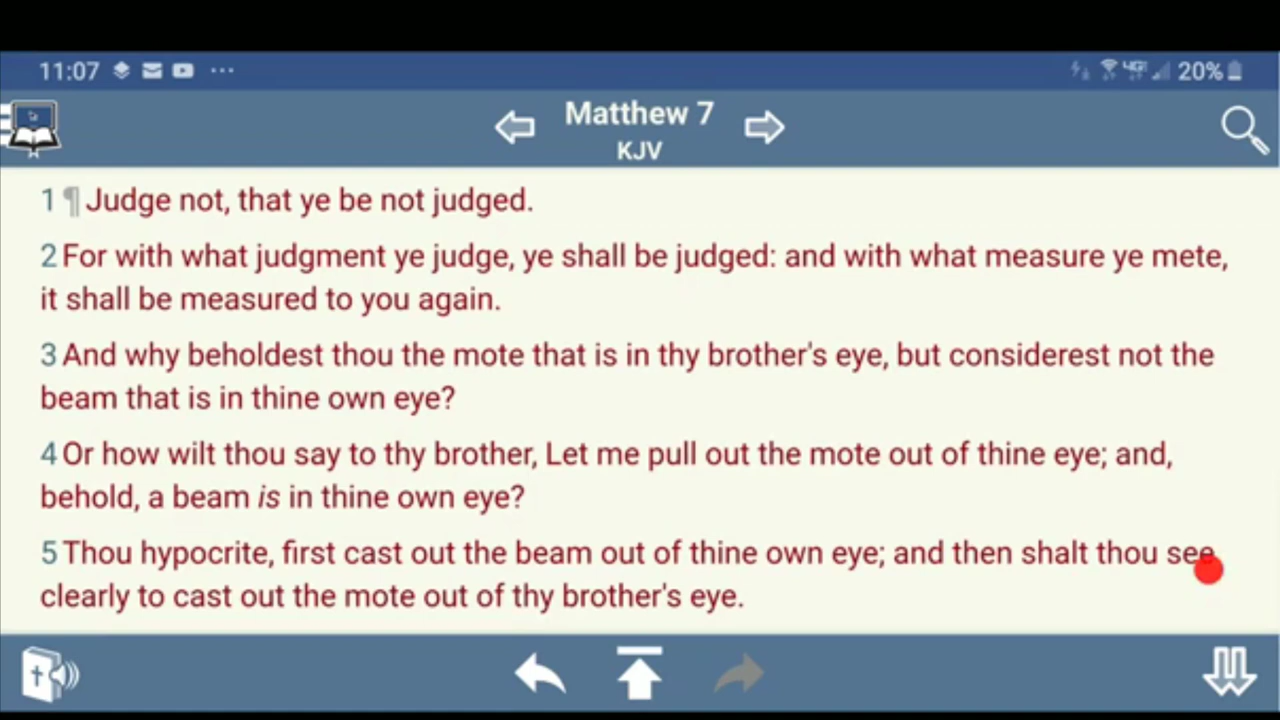 11:07 ... 4G 20%
Matthew 7
KJV
1 ¶ Judge not, that ye be not judged.
2 For with what judgment ye judge, ye shall be judged: and with what measure ye mete,
it shall be measured to you again.
3 And why beholdest thou the mote that is in thy brother's eye, but considerest not the
beam that is in thine own eye?
4 Or how wilt thou say to thy brother, Let me pull out the mote out of thine eye; and,
behold, a beam is in thine own eye?
5 Thou hypocrite, first cast out the beam out of thine own eye; and then shalt thou see
clearly to cast out the mote out of thy brother's eye.